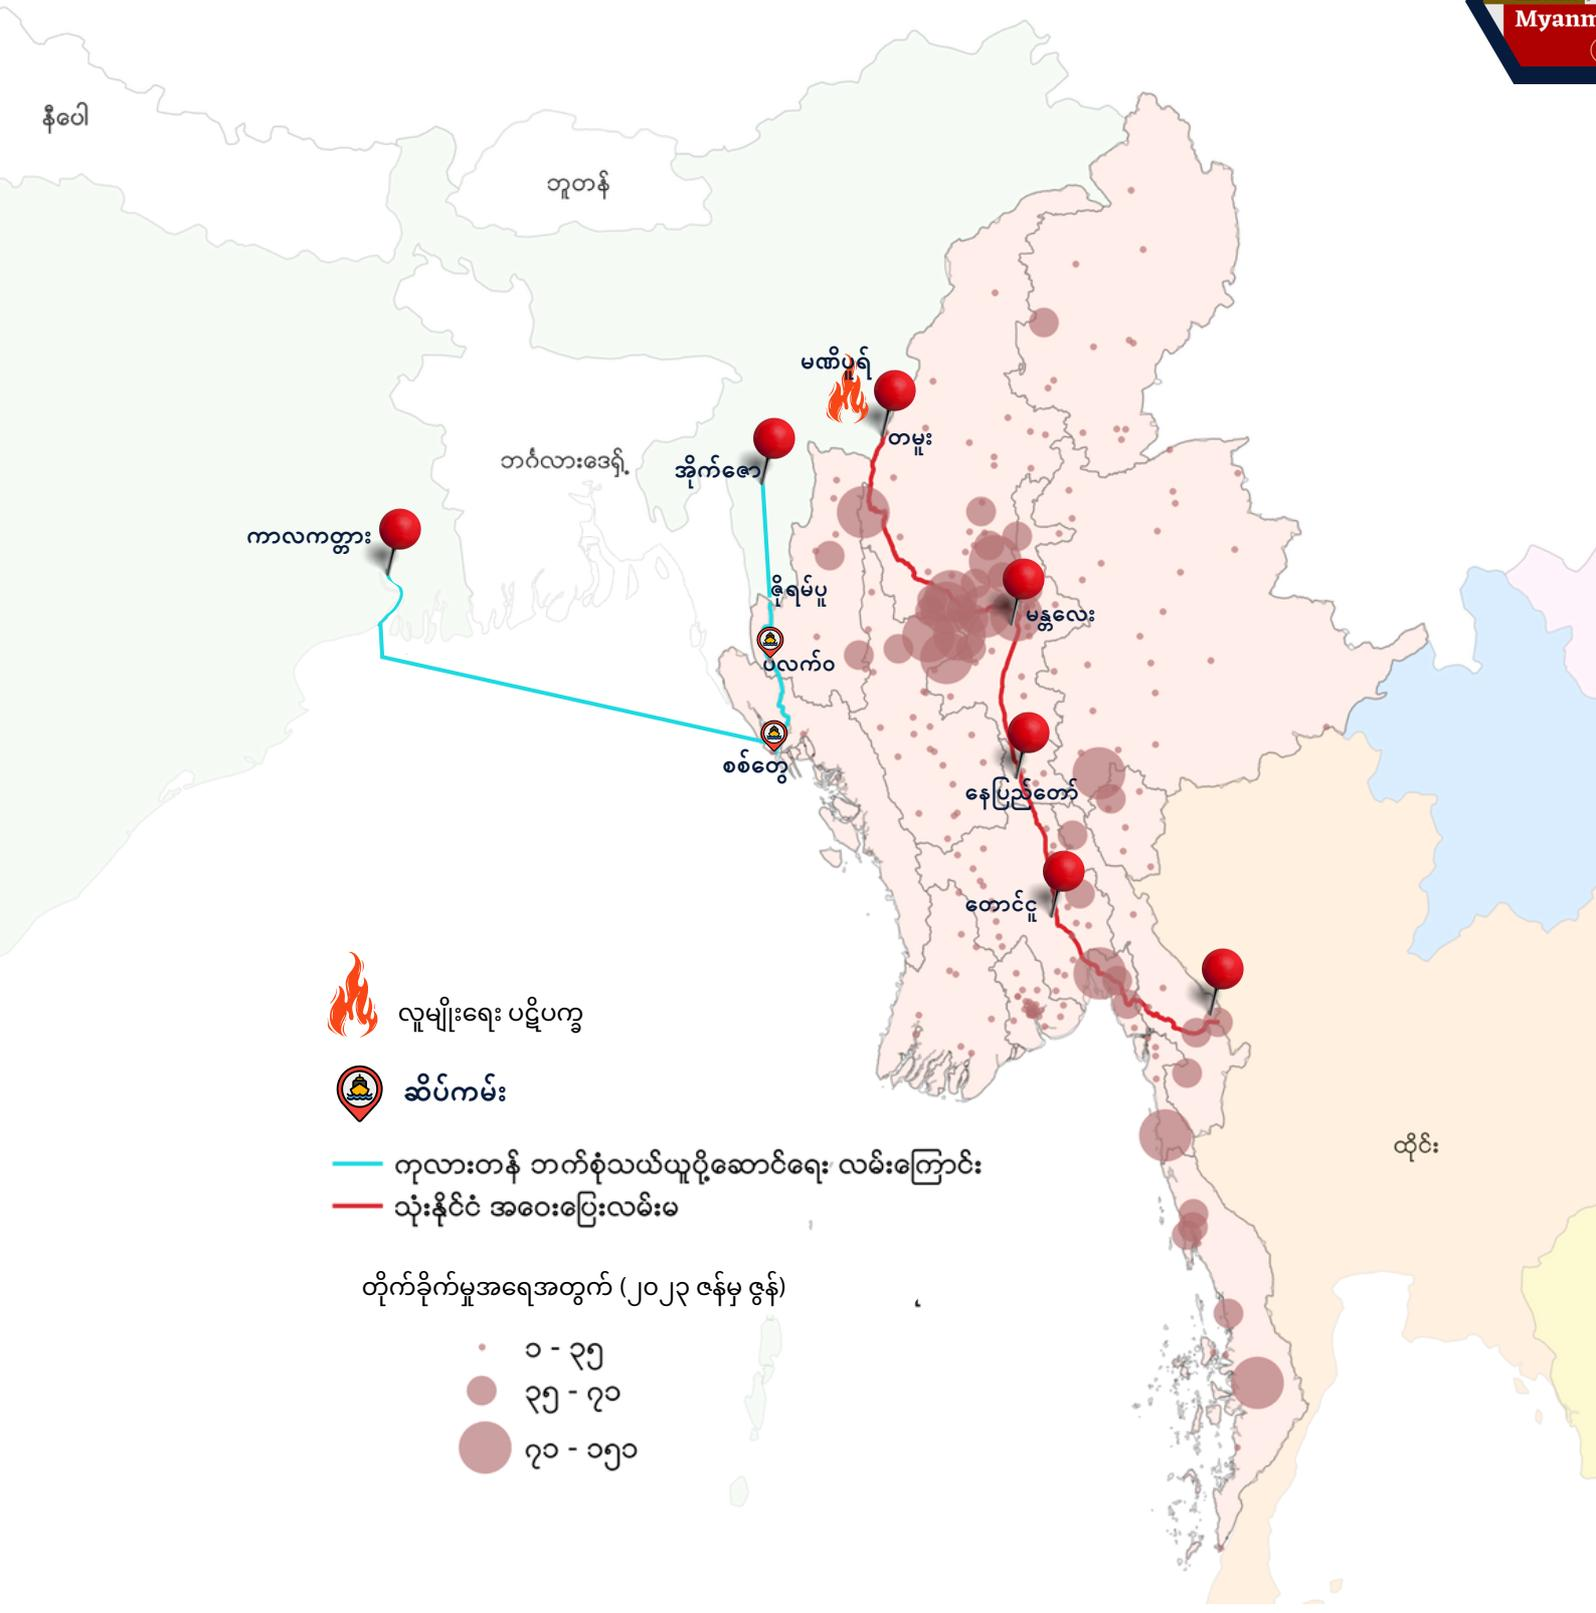 Myanm
နီပေါ
ဘူတန်
မဏိပူရ်
တမူး
အိုက်ဇော
ဘင်္ဂလားဒေ့ရှ်
ကာလကတ္တား
ဇိုရမ်ပူ
မန္တလေး
ပလက်ဝ
စစ်တွေ
နေပြည်တော်
တောင်ငူ
လူမျိုးရေး ပဋိပက္ခ
ဆိပ်ကမ်း
ထိုင်း
ကုလားတန် ဘက်စုံသယ်ယူပို့ဆောင်ရေး လမ်းကြောင်း
သုံးနိုင်ငံ အဝေးပြေးလမ်းမ
တိုက်ခိုက်မှုအရေအတွက် (၂၀၂၃ ဇန်မှ ဇွန်)
၁ - ၃၅
၃၅ - ၇၁
၇၁ - ၁၅၁